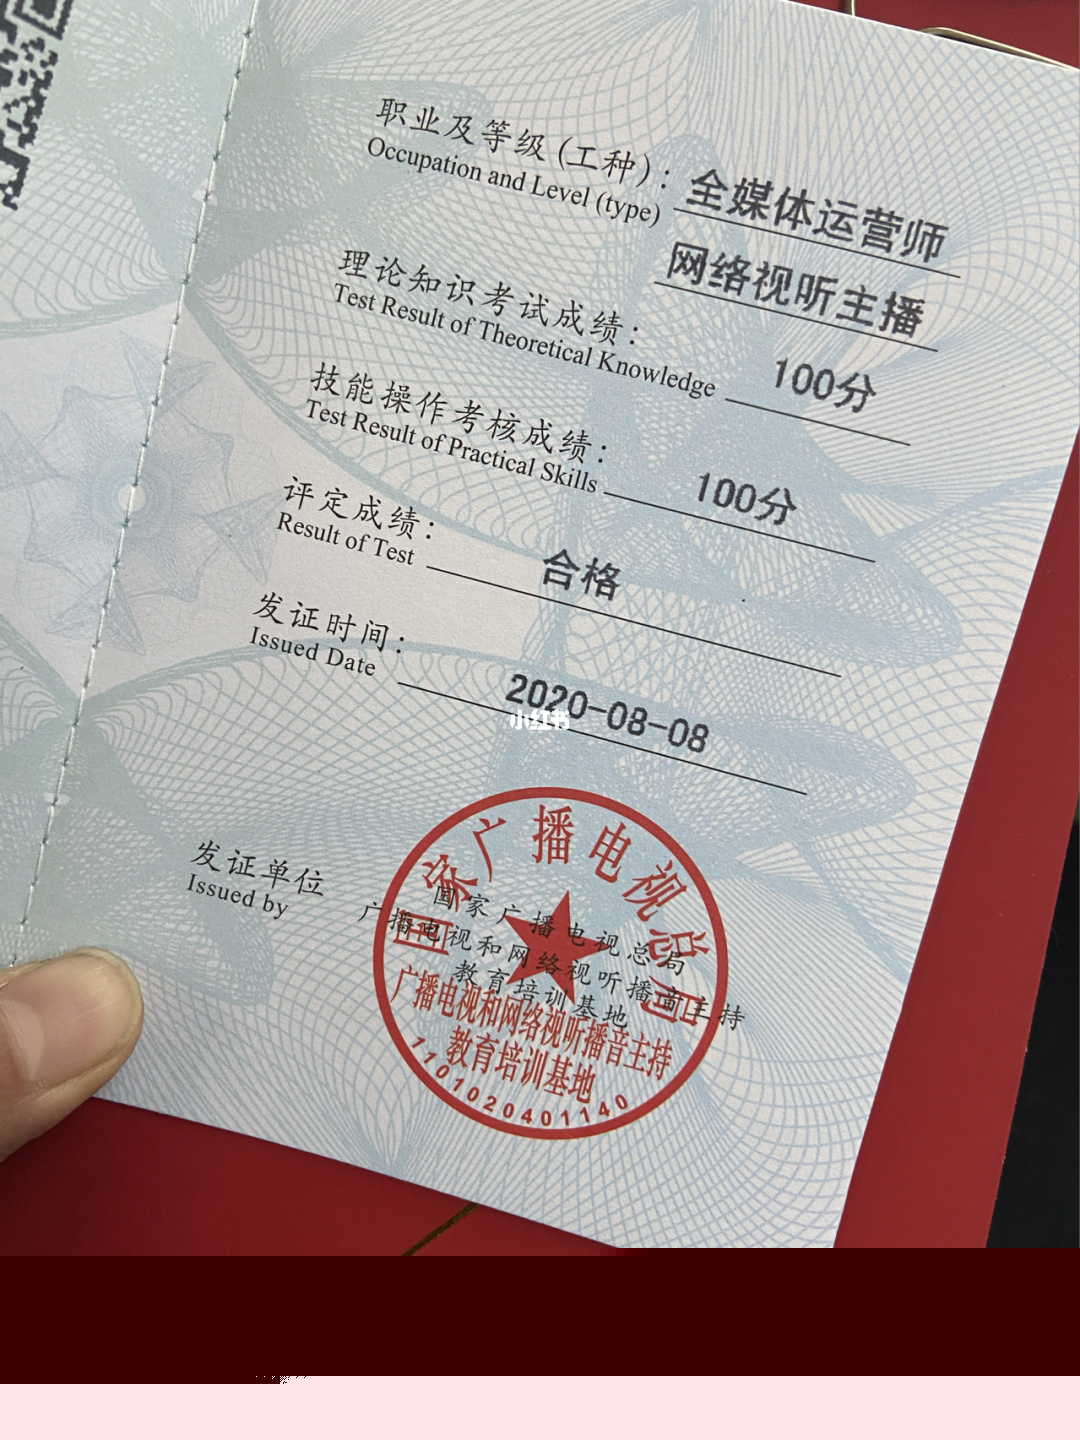 职业及等级(工种):
Occupation and Level (type)
全媒体运营师
网络视听主播
理论知识考试成绩:
Test Result of Theoretical Knowledge
100分
技能操作考核成绩:
Test Result of Practical Skills
100分
评定成绩:
Result of Test
合格
发证时间:
Issued Date
2020-08-08
小红书
发证单位
Issued by
国家广播电视总局
广播电视和网络视听播音主持
教育培训基地
国家广播电视总局
广播电视和网络视听播音主持
教育培训基地
1101020401140